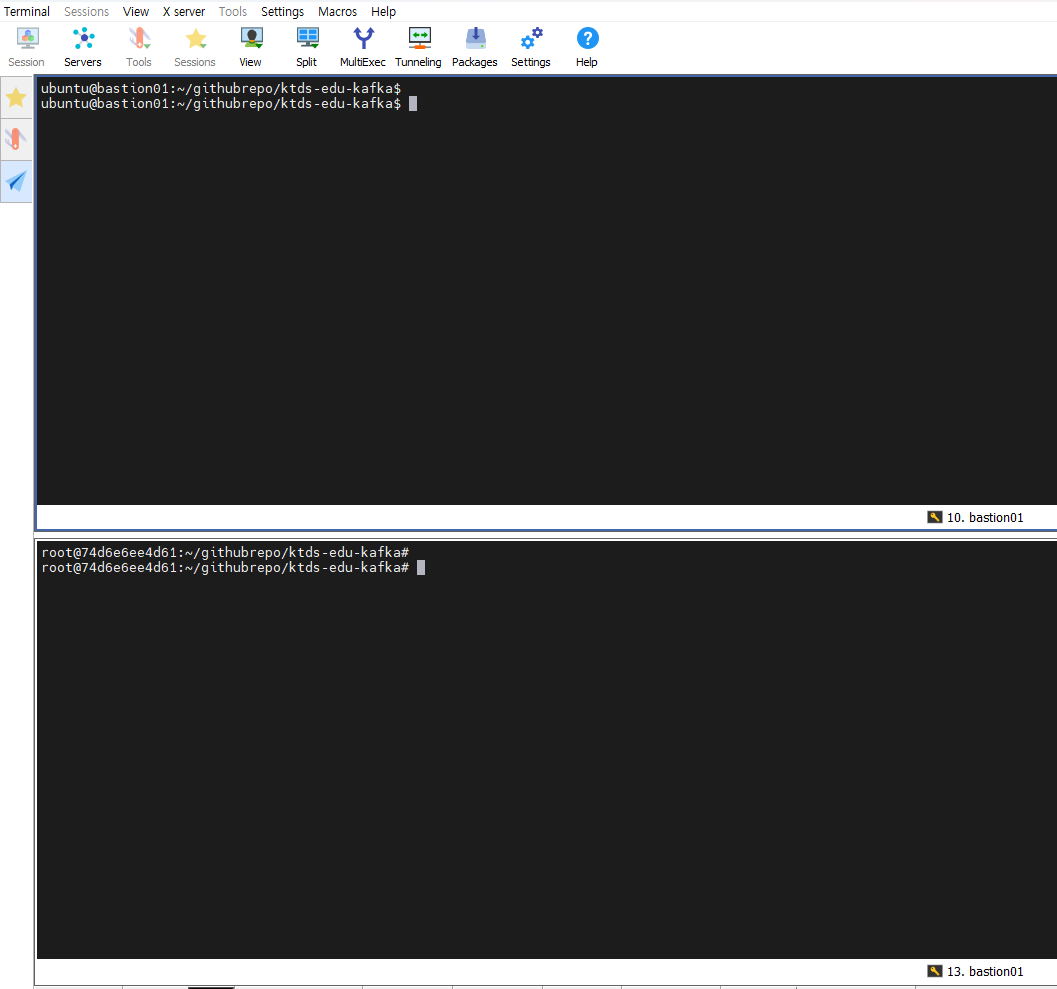 Terminal Sessions View X server Tools Settings Macros Help
Session Servers Tools Sessions View Split MultiExec Tunneling Packages Settings Help
ubuntu@bastion01:~/githubrepo/ktds-edu-kafka$
ubuntu@bastion01:~/githubrepo/ktds-edu-kafka$
10. bastion01
root@74d6e6ee4d61:~/githubrepo/ktds-edu-kafka#
root@74d6e6ee4d61:~/githubrepo/ktds-edu-kafka#
13. bastion01